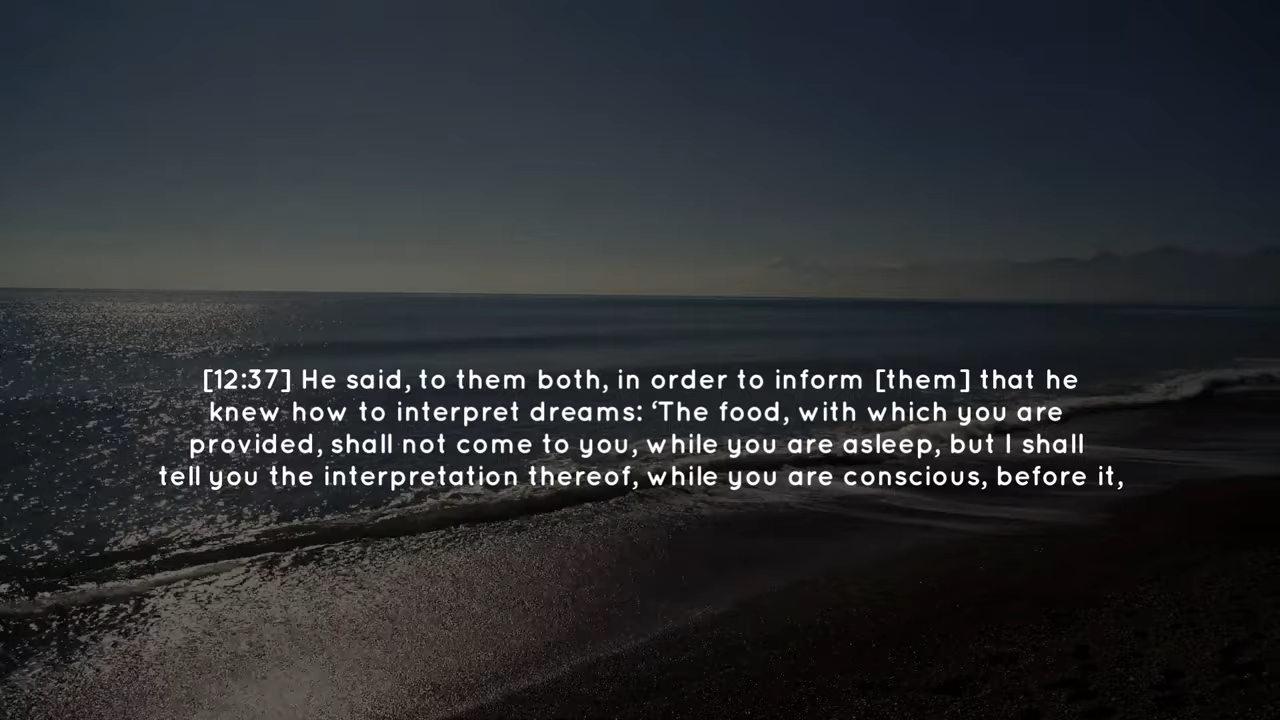 [12:37] He said, to them both, in order to inform [them] that he
knew how to interpret dreams: ‘The food, with which you are
provided, shall not come to you, while you are asleep, but I shall
tell you the interpretation thereof, while you are conscious, before it,